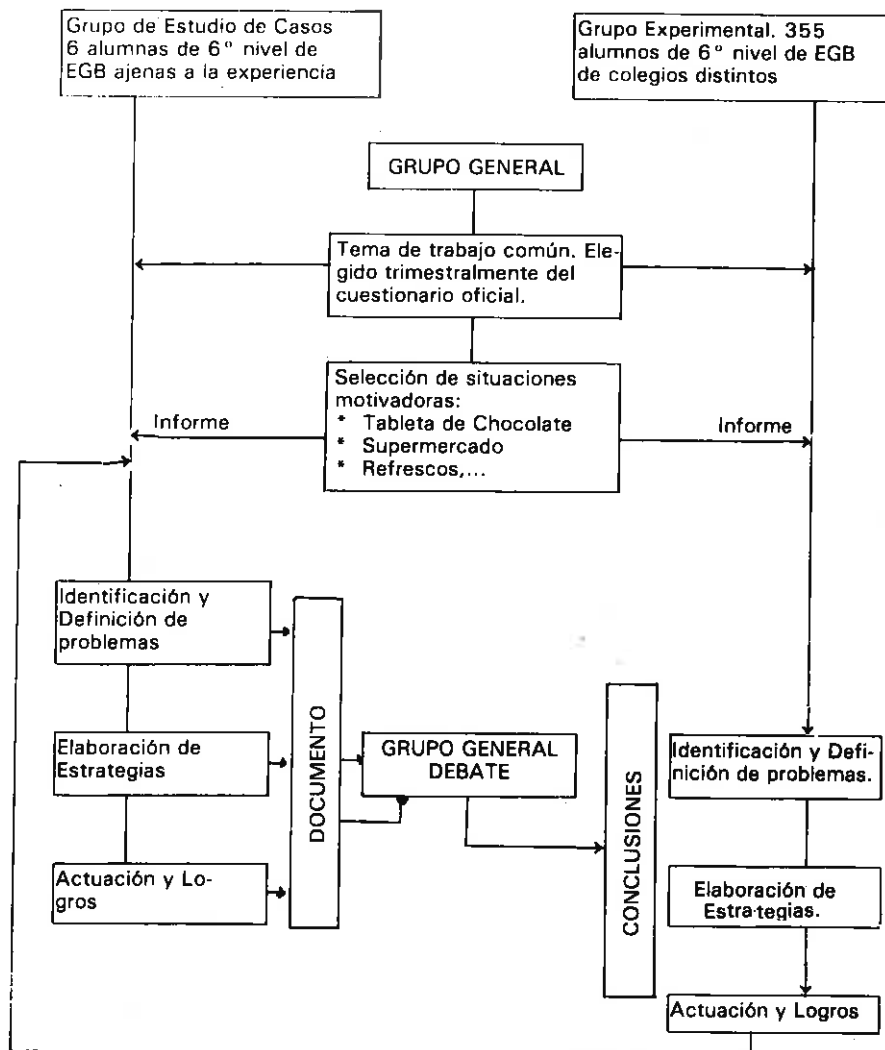 Grupo de Estudio de Casos
6 alumnas de 6° nivel de
EGB ajenas a la experiencia
Grupo Experimental. 355
alumnos de 6° nivel de EGB
de colegios distintos
GRUPO GENERAL
Tema de trabajo común. Ele-
gido trimestralmente del
cuestionario oficial.
Selección de situaciones
motivadoras:
* Tableta de Chocolate
* Supermercado
* Refrescos,...
Informe
Informe
Identificación y
Definición de
problemas
Elaboración de
Estrategias
Actuación y Lo-
gros
DOCUMENTO
GRUPO GENERAL
DEBATE
CONCLUSIONES
Identificación y Defi-
nición de problemas.
Elaboración de
Estra-tegias.
Actuación y Logros